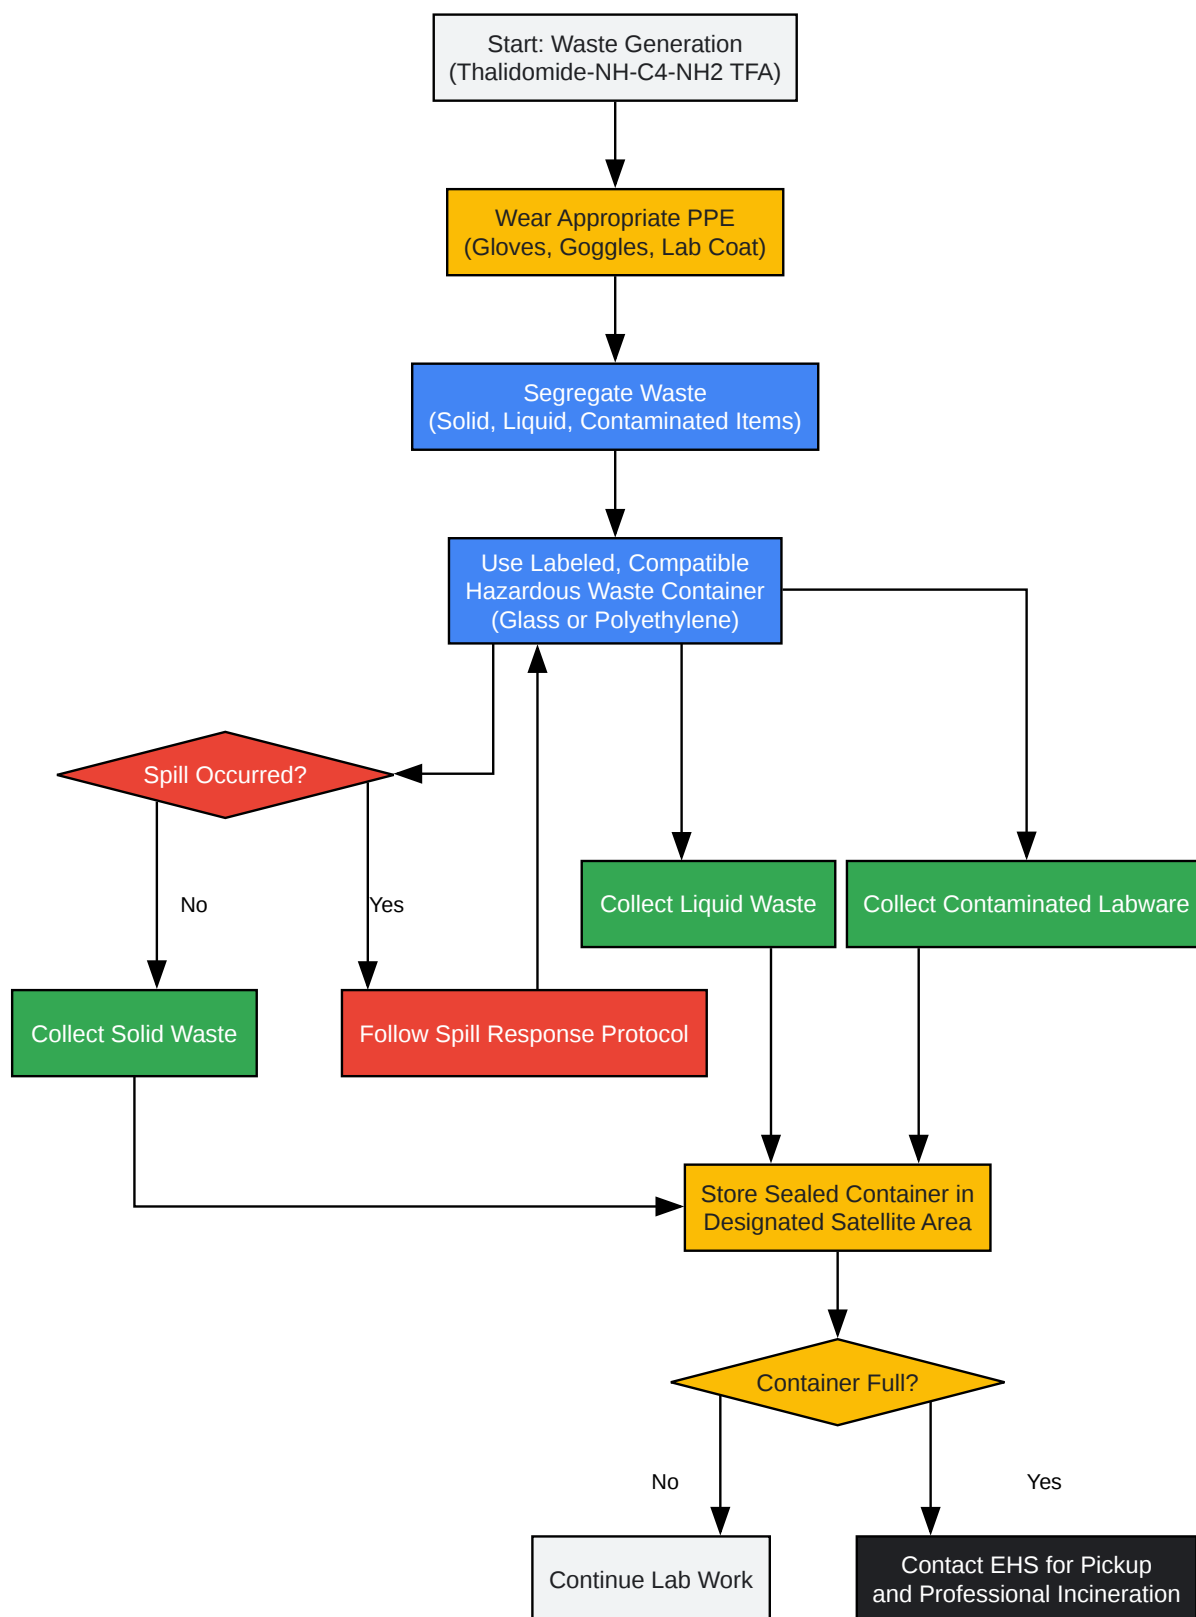 Start: Waste Generation
(Thalidomide-NH-C4-NH2 TFA)
Wear Appropriate PPE
(Gloves, Goggles, Lab Coat)
Segregate Waste
(Solid, Liquid, Contaminated Items)
Use Labeled, Compatible
Hazardous Waste Container
(Glass or Polyethylene)
Spill Occurred?
No
Yes
Collect Liquid Waste
Collect Contaminated Labware
Collect Solid Waste
Follow Spill Response Protocol
Store Sealed Container in
Designated Satellite Area
Container Full?
No
Yes
Continue Lab Work
Contact EHS for Pickup
and Professional Incineration